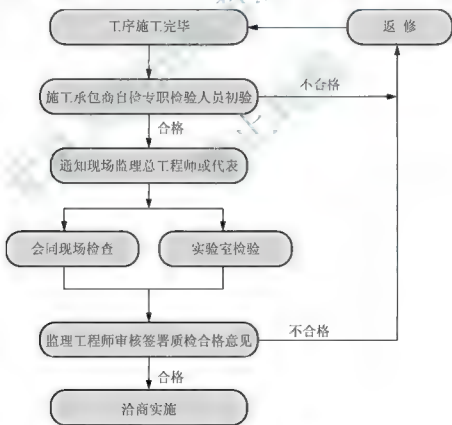 工序施工完毕
返 修
施工承包商自检专职检验人员初验
不合格
合格
通知现场监理总工程师或代表
会同现场检查
实验室检验
监理工程师审核签署质检合格意见
不合格
合格
洽商实施